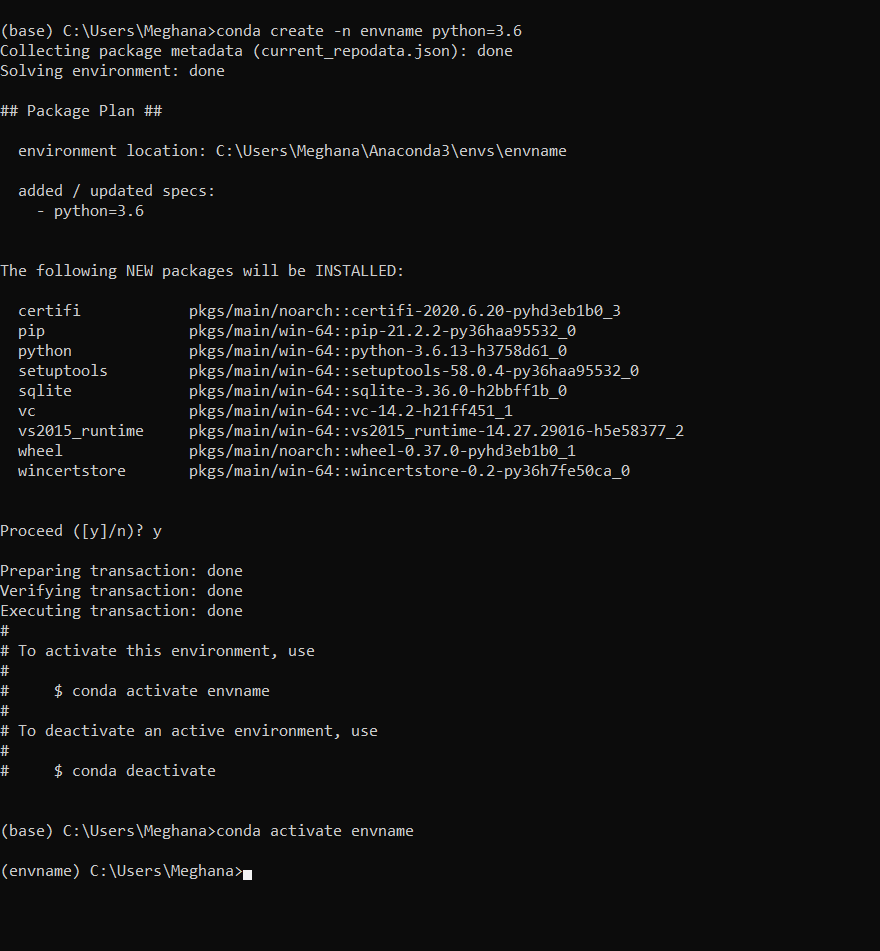 (base) C:\Users\Meghana>conda create -n envname python=3.6
Collecting package metadata (current_repodata.json): done
Solving environment: done
## Package Plan ##
environment location: C:\Users\Meghana\Anaconda3\envs\envname
added / updated specs:
- python=3.6
The following NEW packages will be INSTALLED:
certifi pkgs/main/noarch::certifi-2020.6.20-pyhd3eb1b0_3
pip pkgs/main/win-64::pip-21.2.2-py36haa95532_0
python pkgs/main/win-64::python-3.6.13-h3758d61_0
setuptools pkgs/main/win-64::setuptools-58.0.4-py36haa95532_0
sqlite pkgs/main/win-64::sqlite-3.36.0-h2bbff1b_0
vc pkgs/main/win-64::vc-14.2-h21ff451_1
vs2015_runtime pkgs/main/win-64::vs2015_runtime-14.27.29016-h5e58377_2
wheel pkgs/main/noarch::wheel-0.37.0-pyhd3eb1b0_1
wincertstore pkgs/main/win-64::wincertstore-0.2-py36h7fe50ca_0
Proceed ([y]/n)? y
Preparing transaction: done
Verifying transaction: done
Executing transaction: done
#
# To activate this environment, use
#
# $ conda activate envname
#
# To deactivate an active environment, use
#
# $ conda deactivate
(base) C:\Users\Meghana>conda activate envname
(envname) C:\Users\Meghana>